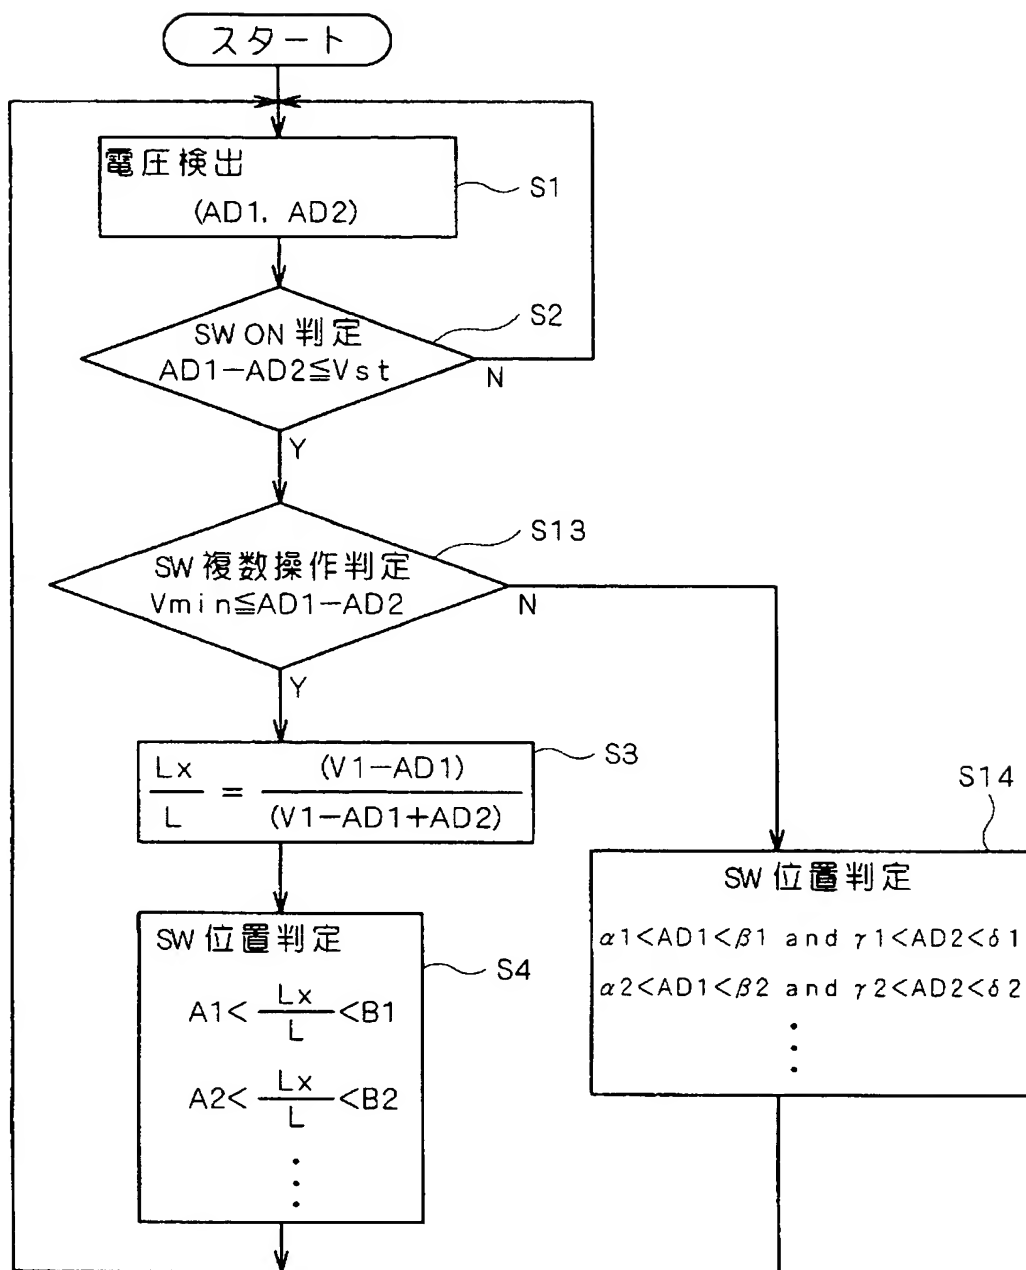 スタート
電圧検出
(AD1, AD2)
S1
SW ON 判定
AD1-AD2≦Vst
S2
N
Y
SW 複数操作判定
Vmin≦AD1-AD2
S13
N
Y
Lx/L = (V1-AD1)/(V1-AD1+AD2)
S3
SW 位置判定
A1< Lx/L <B1
A2< Lx/L <B2
S4
S14
SW 位置判定
α1<AD1<β1 and γ1<AD2<δ1
α2<AD1<β2 and γ2<AD2<δ2